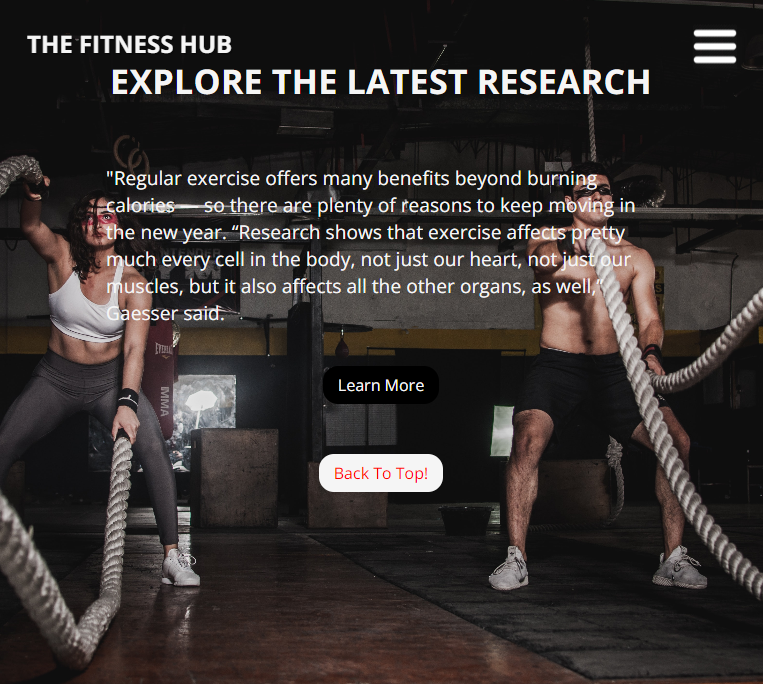 THE FITNESS HUB
EXPLORE THE LATEST RESEARCH
"Regular exercise offers many benefits beyond burning
calories — so there are plenty of reasons to keep moving in
the new year. “Research shows that exercise affects pretty
much every cell in the body, not just our heart, not just our
muscles, but it also affects all the other organs, as well,”
Gaesser said.
EVERLAST
MMA
Learn More
Back To Top!